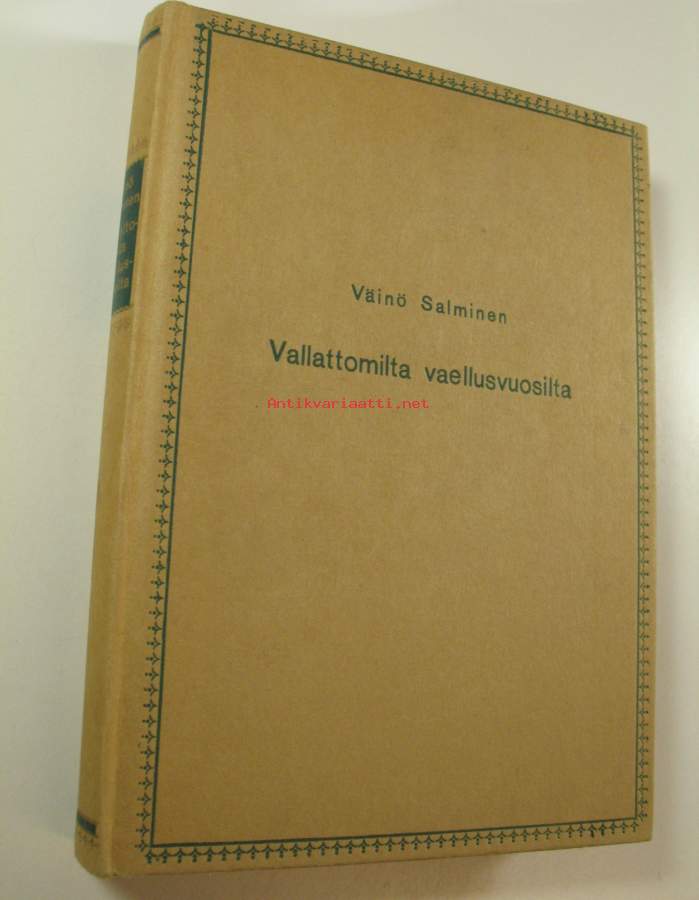 Väinö Salminen
Vallattomilta vaellusvuosilta
Antikvariaatti.net